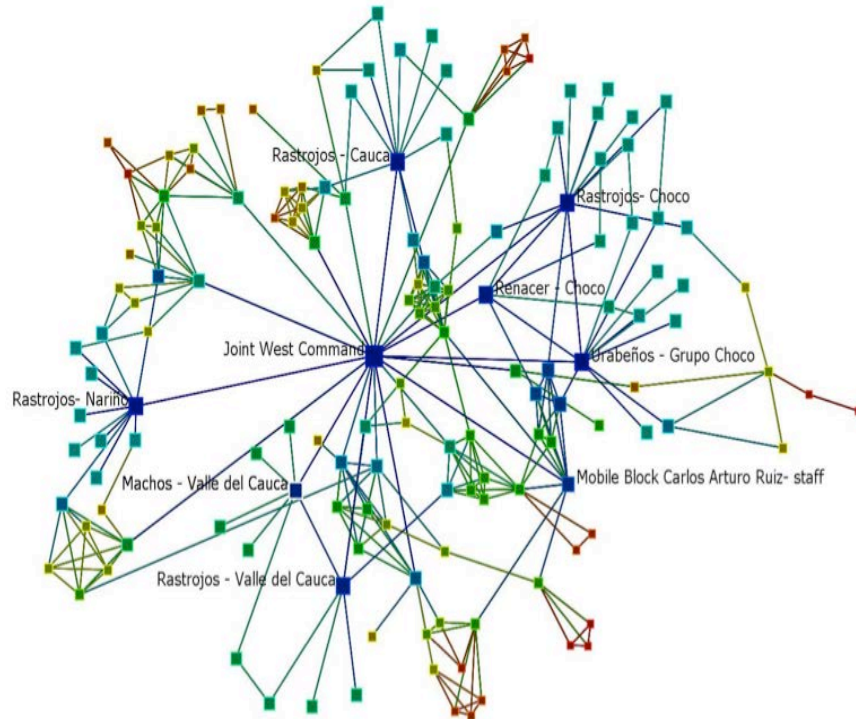 Rastrojos - Cauca
Rastrojos- Choco
Renacer - Choco
Joint West Command
Urabeños - Grupo Choco
Rastrojos- Nariño
Machos - Valle del Cauca
Mobile Block Carlos Arturo Ruiz- staff
Rastrojos - Valle del Cauca